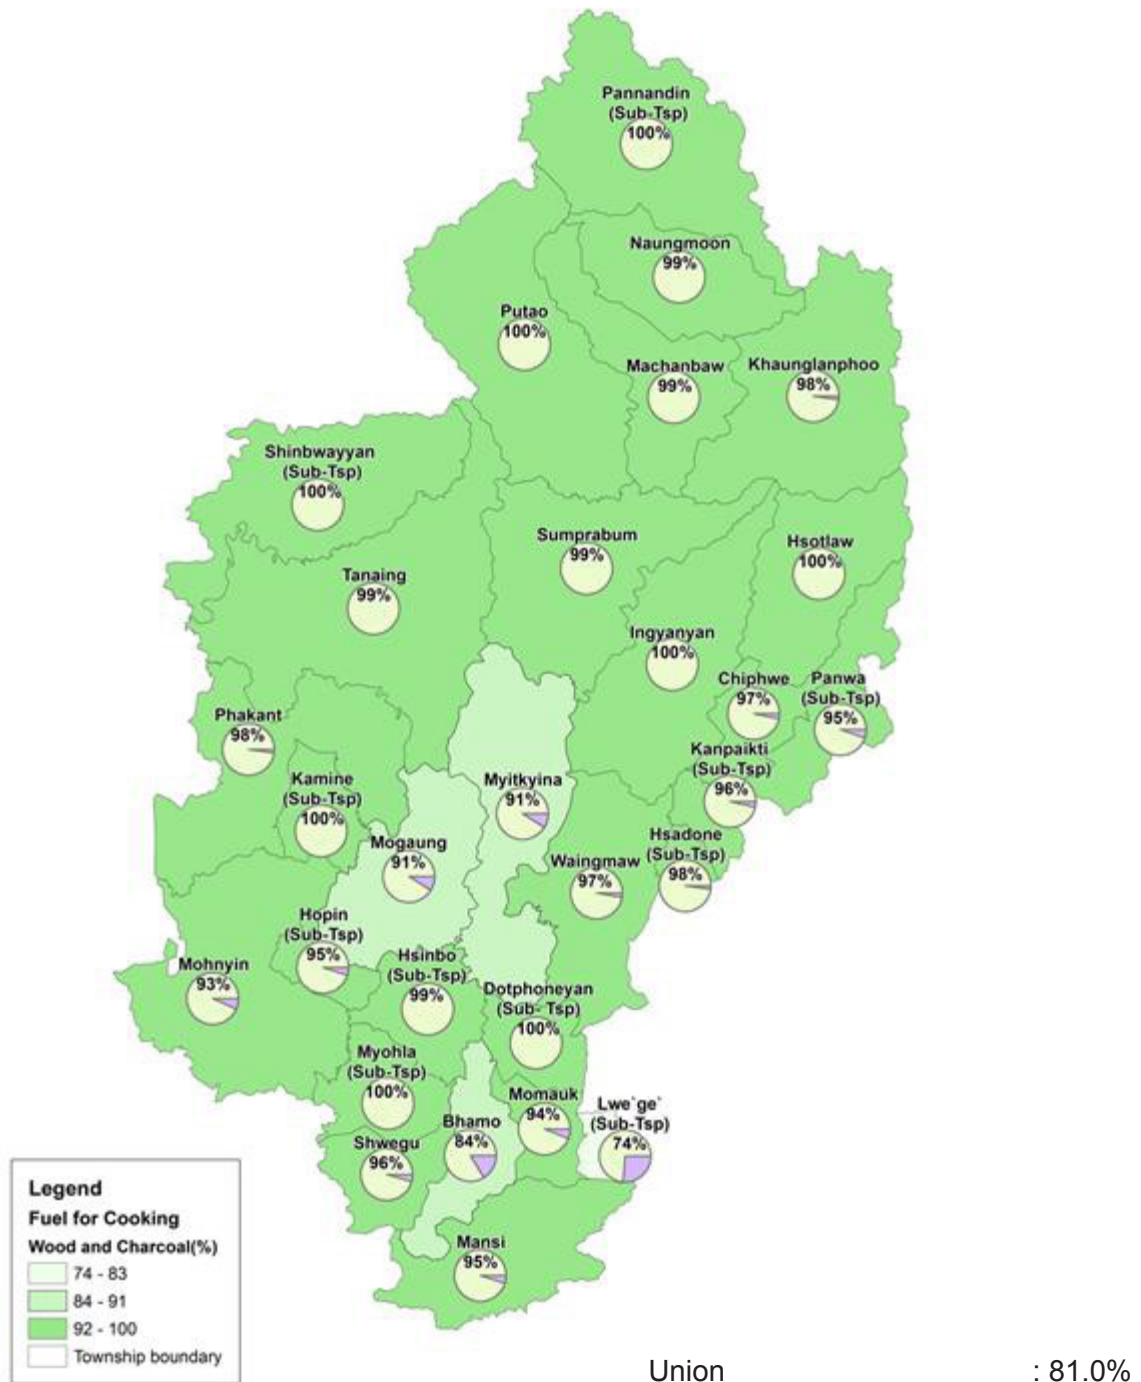 Pannandin
(Sub-Tsp)
100%
Naungmoon
99%
Putao
100%
Machanbaw
99%
Khaunglanphoo
98%
Shinbwayyan
(Sub-Tsp)
100%
Sumprabum
99%
Hsotlaw
100%
Tanaing
99%
Ingyanyan
100%
Chiphwe
97%
Panwa
(Sub-Tsp)
95%
Phakant
98%
Kanpaikti
(Sub-Tsp)
96%
Kamine
(Sub-Tsp)
100%
Myitkyina
91%
Mogaung
91%
Hsadone
(Sub-Tsp)
98%
Waingmaw
97%
Hopin
(Sub-Tsp)
95%
Hsinbo
(Sub-Tsp)
99%
Mohnyin
93%
Dotphoneyan
(Sub- Tsp)
100%
Myohla
(Sub-Tsp)
100%
Momauk
94%
Lwe`ge`
(Sub-Tsp)
74%
Bhamo
84%
Shwegu
96%
Mansi
95%
Legend
Fuel for Cooking
Wood and Charcoal(%)
74 - 83
84 - 91
92 - 100
Township boundary
Union : 81.0%